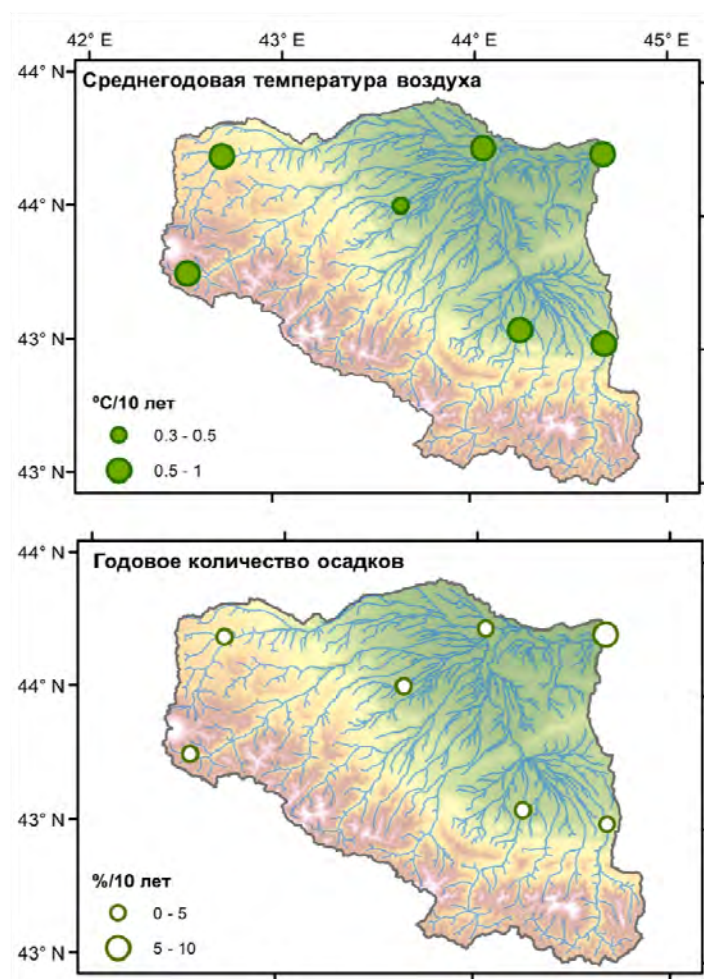 42° E 43° E 44° E 45° E
44° N
Среднегодовая температура воздуха
44° N
43° N
ºC/10 лет
0.3 - 0.5
0.5 - 1
43° N
44° N
Годовое количество осадков
44° N
43° N
%/10 лет
0 - 5
5 - 10
43° N